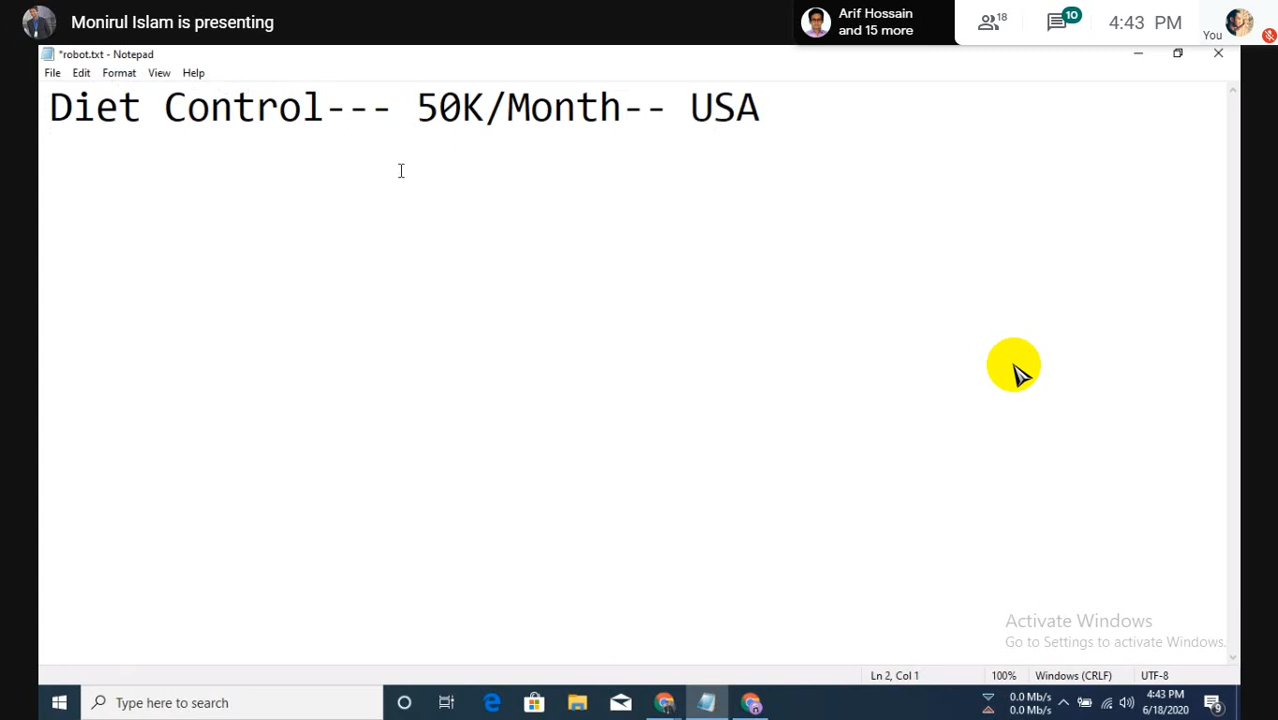 Monirul Islam is presenting
Arif Hossain
and 15 more
18
10
4:43 PM
You
*robot.txt - Notepad
File Edit Format View Help
Diet Control--- 50K/Month-- USA
Activate Windows
Go to Settings to activate Windows.
Ln 2, Col 1
100%
Windows (CRLF)
UTF-8
Type here to search
0.0 Mb/s
0.0 Mb/s
4:43 PM
6/18/2020
9